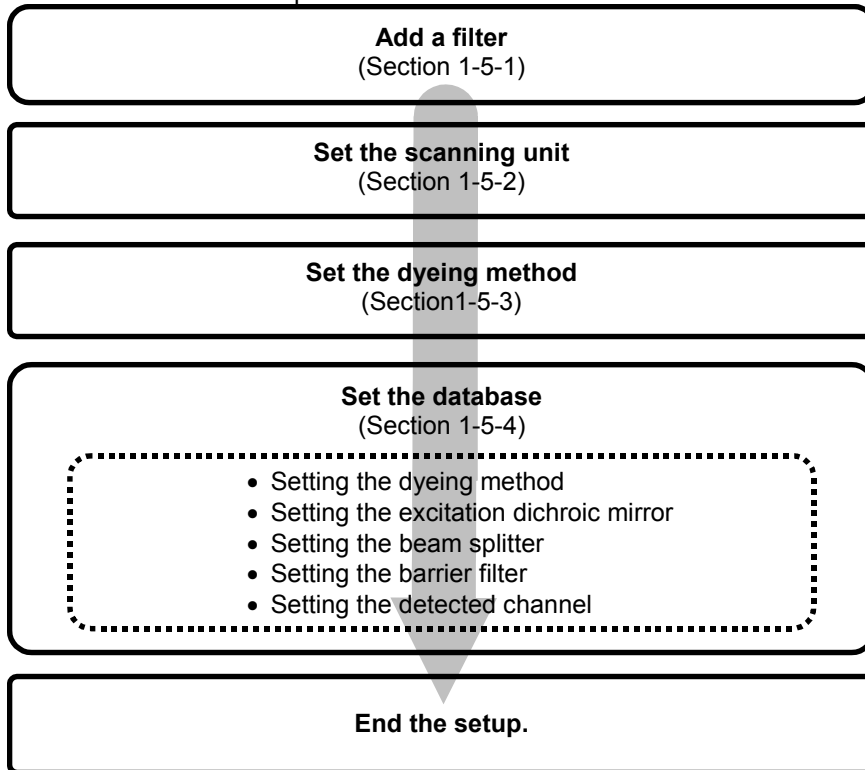 Add a filter
(Section 1-5-1)
Set the scanning unit
(Section 1-5-2)
Set the dyeing method
(Section1-5-3)
Set the database
(Section 1-5-4)
• Setting the dyeing method
• Setting the excitation dichroic mirror
• Setting the beam splitter
• Setting the barrier filter
• Setting the detected channel
End the setup.